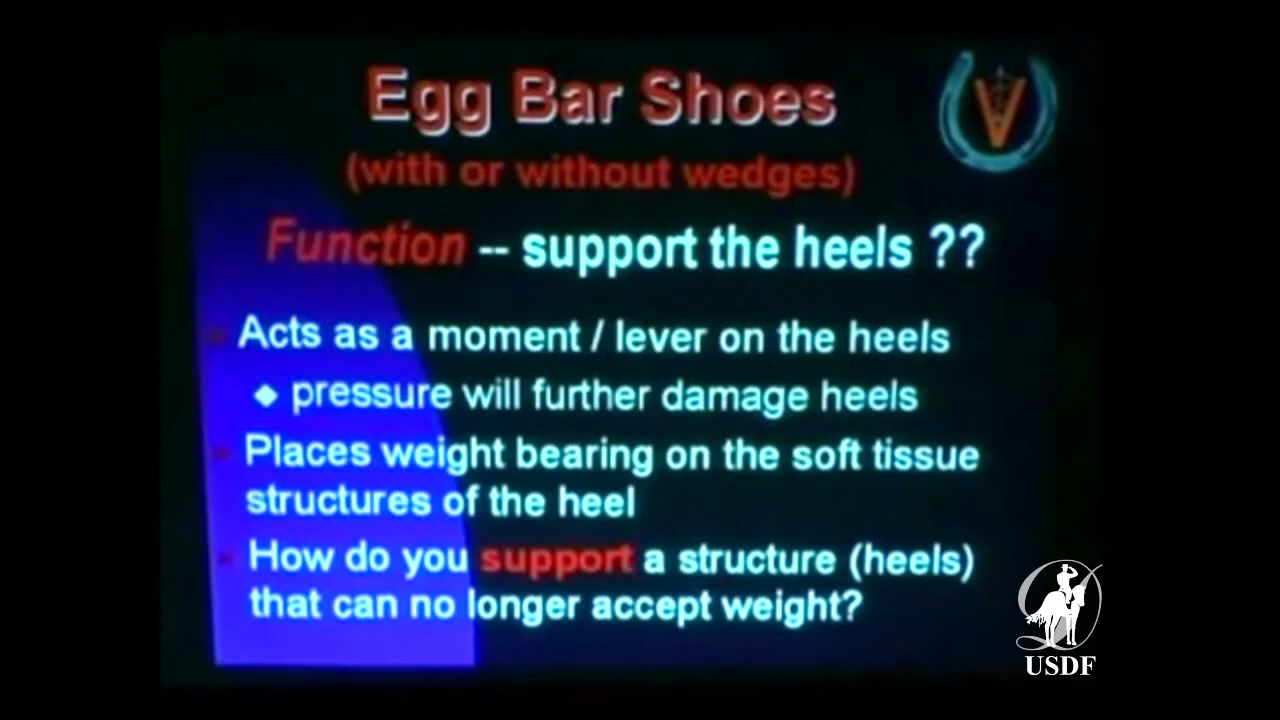 Egg Bar Shoes
(with or without wedges)
Function -- support the heels ??
Acts as a moment / lever on the heels
pressure will further damage heels
Places weight bearing on the soft tissue
structures of the heel
How do you support a structure (heels)
that can no longer accept weight?
V
USDF